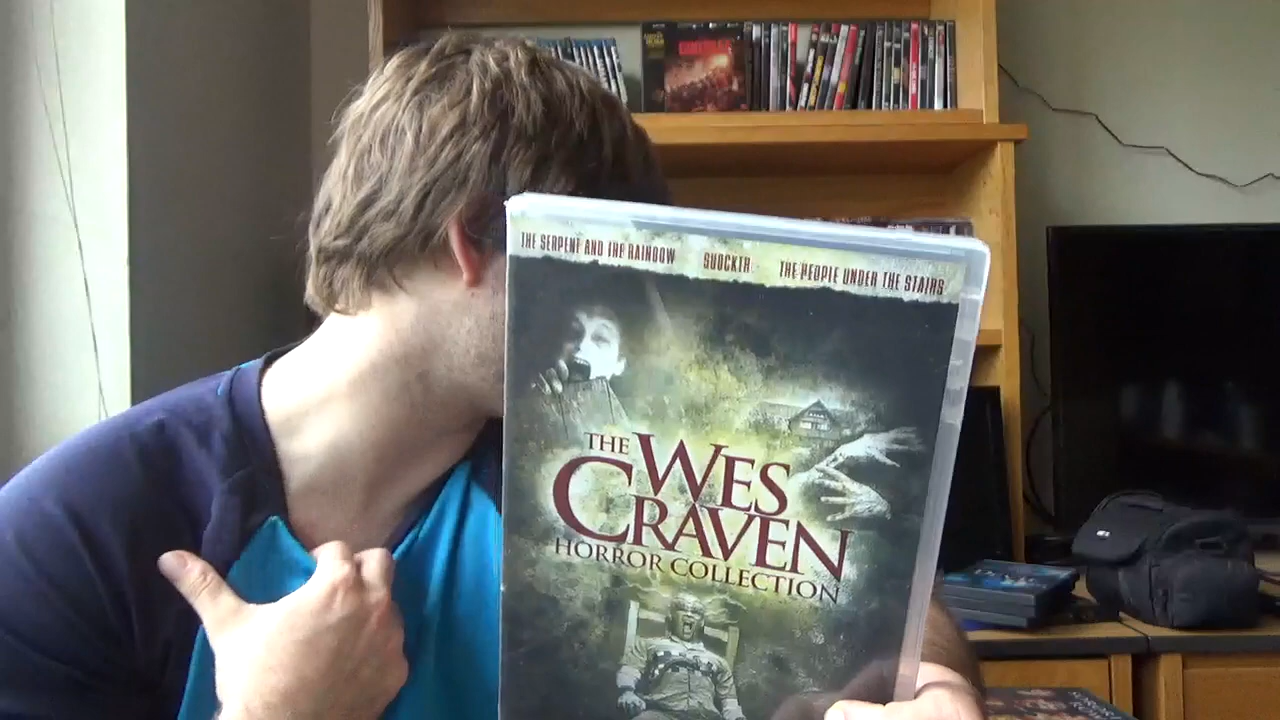 THE SERPENT AND THE RAINBOW SHOCKER THE PEOPLE UNDER THE STAIRS
THE WES
CRAVEN
HORROR COLLECTION